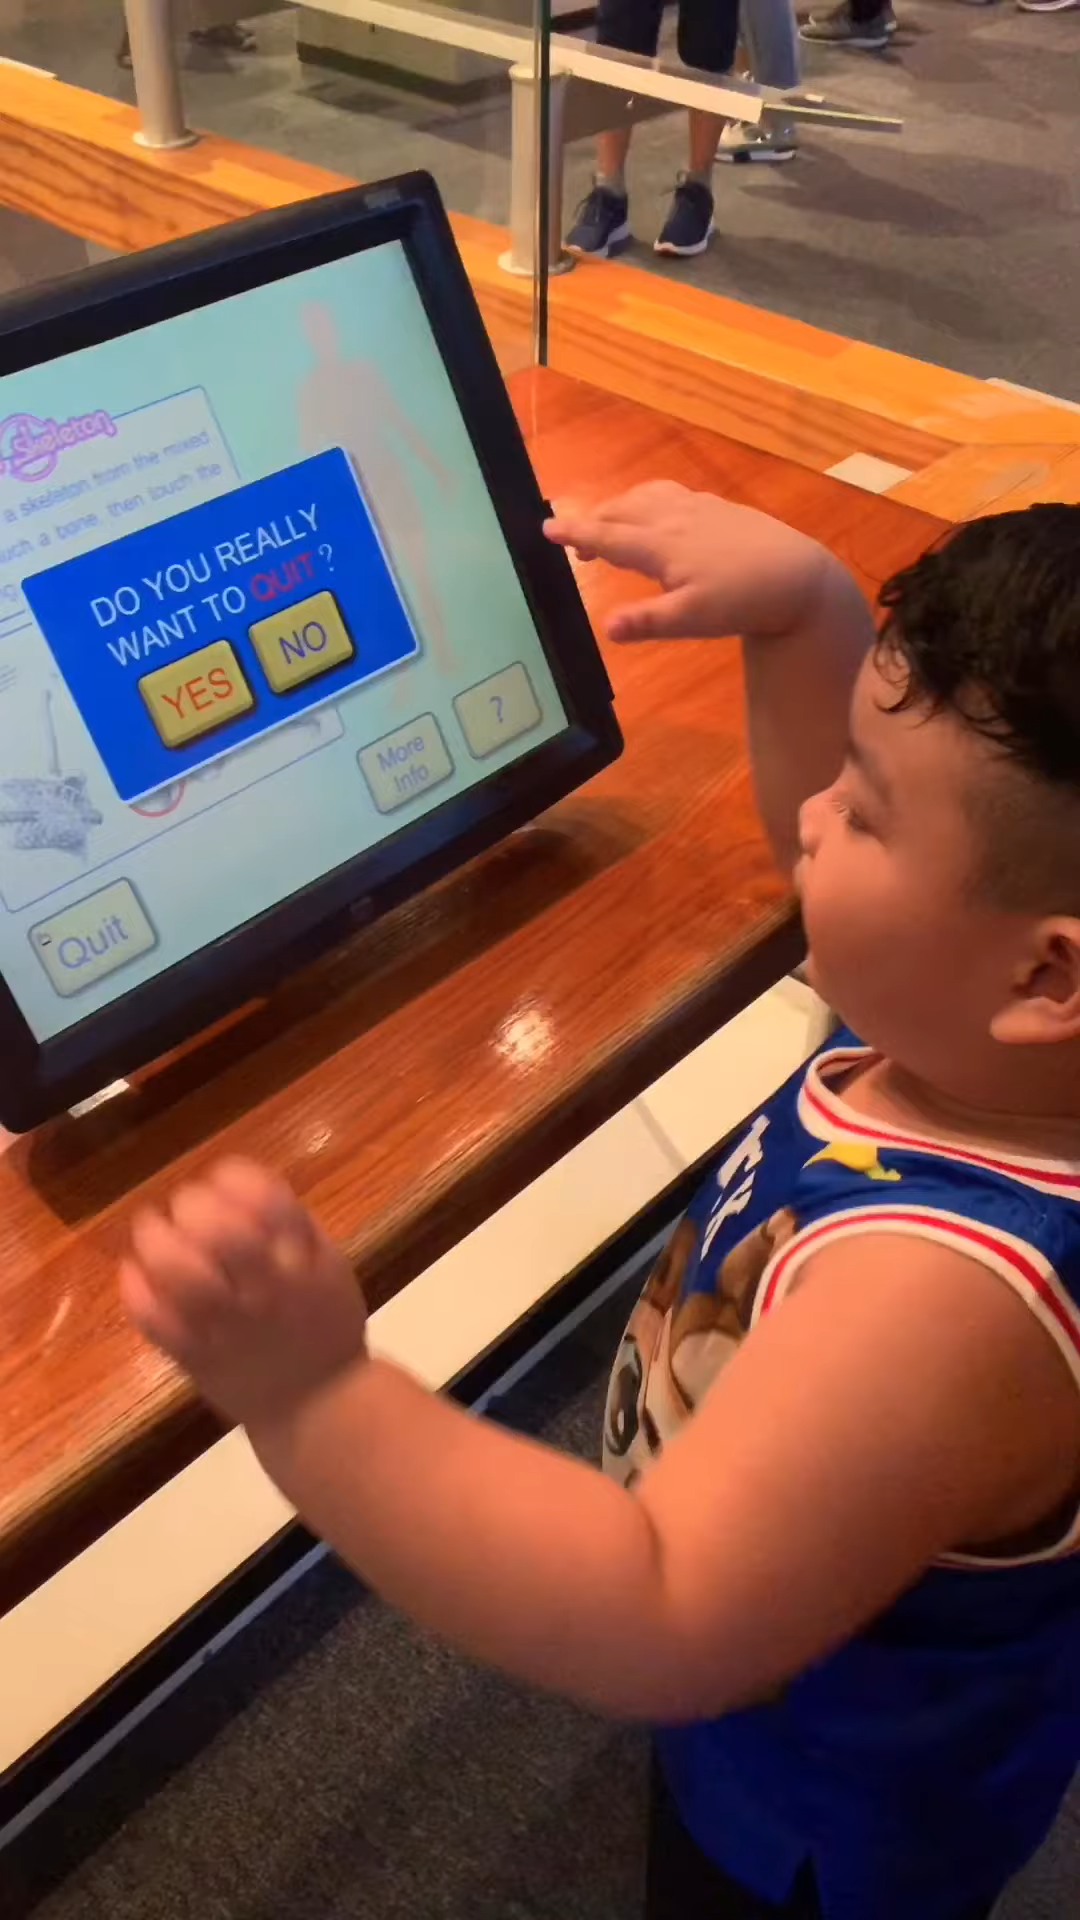 Skeleton
a skeleton from the mixed
a bone, then touch the
DO YOU REALLY
WANT TO QUIT?
YES NO
?
More
Info
Quit